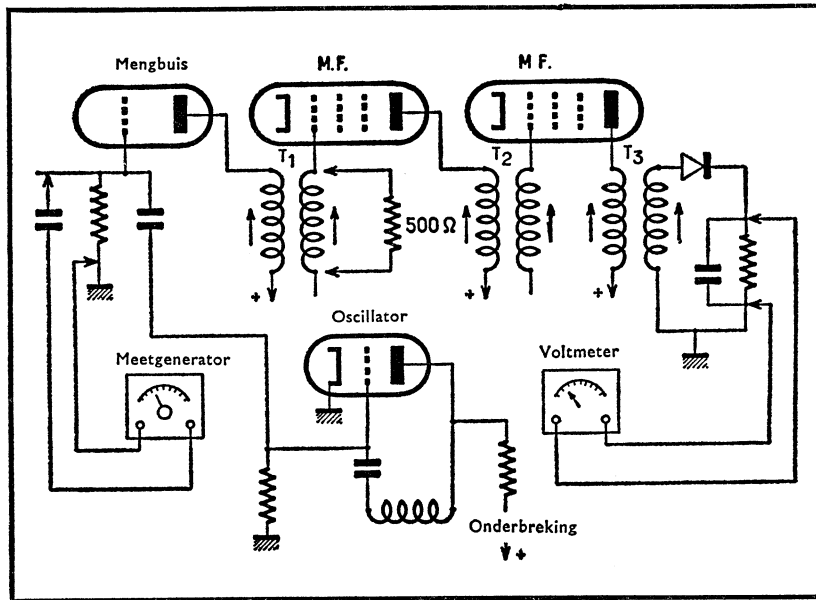 Mengbuis
M.F.
M F.
T1
T2
T3
500 Ω
+
+
+
Oscillator
Meetgenerator
Voltmeter
Onderbreking
+